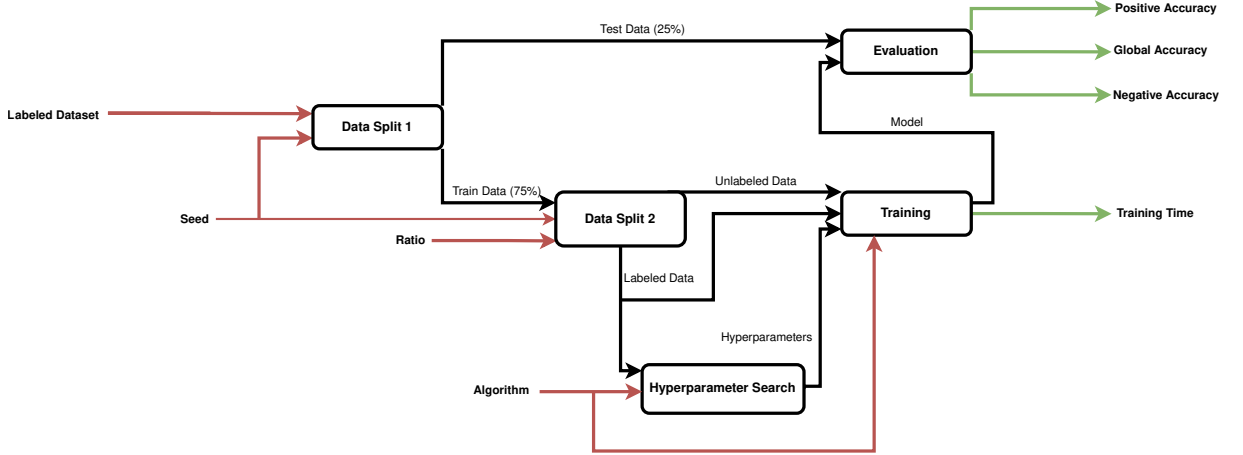 Positive Accuracy
Test Data (25%)
Evaluation
Global Accuracy
Negative Accuracy
Labeled Dataset
Data Split 1
Model
Unlabeled Data
Train Data (75%)
Seed
Data Split 2
Training
Training Time
Ratio
Labeled Data
Hyperparameters
Algorithm
Hyperparameter Search